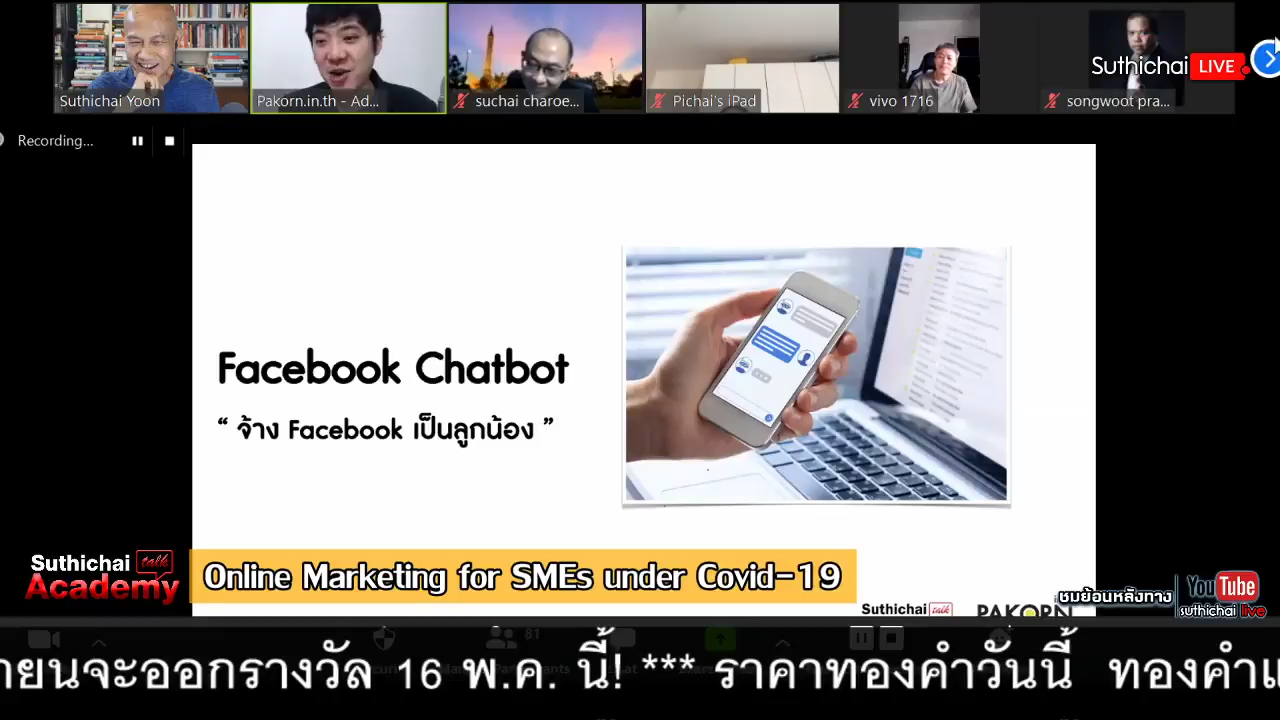 Suthichai Yoon
Pakorn.in.th - Ad...
suchai charoe...
Pichai's iPad
vivo 1716
songwoot pra...
Suthichai LIVE
Recording...
Facebook Chatbot
“ จ้าง Facebook เป็นลูกน้อง ”
Suthichai talk
Academy
Online Marketing for SMEs under Covid-19
Suthichai talk
PAKORN
ชมย้อนหลังทาง
YouTube
suthichai live
81
ายนจะออกรางวัล 16 พ.ค. นี้! *** ราคาทองคำวันนี้ ทองคำแ